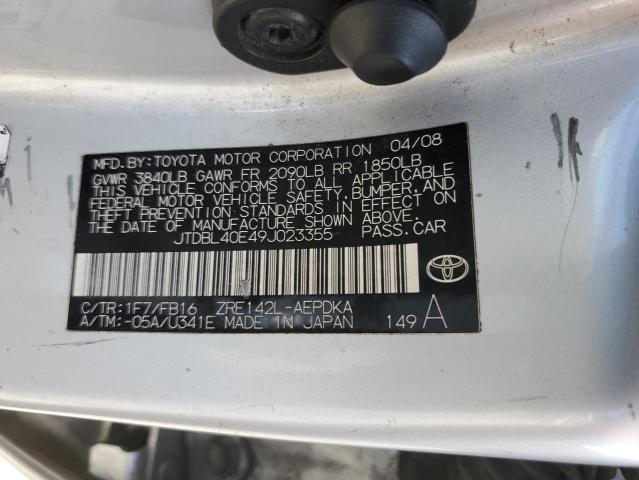 MFD. BY: TOYOTA MOTOR CORPORATION 04/08
GVWR 3840LB GAWR FR 2090LB RR 1850LB
THIS VEHICLE CONFORMS TO ALL APPLICABLE
FEDERAL MOTOR VEHICLE SAFETY, BUMPER, AND
THEFT PREVENTION STANDARDS IN EFFECT ON
THE DATE OF MANUFACTURE SHOWN ABOVE.
JTDBL40E49J023355 PASS.CAR
C/TR: 1F7/FB16 ZRE142L-AEPDKA
A/TM: -05A/U341E MADE IN JAPAN 149 A